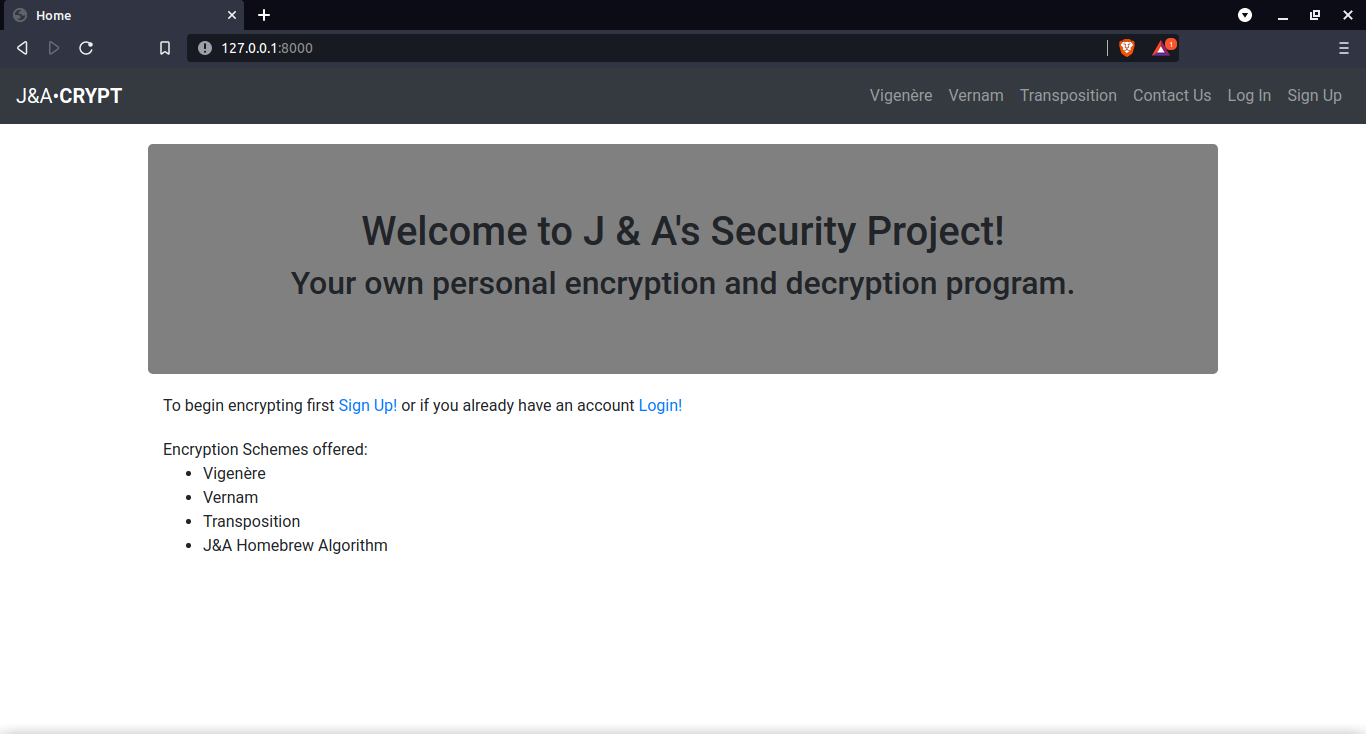 Home
127.0.0.1:8000
1
J&A•CRYPT
Vigenère Vernam Transposition Contact Us Log In Sign Up
Welcome to J & A's Security Project!
Your own personal encryption and decryption program.
To begin encrypting first Sign Up! or if you already have an account Login!
Encryption Schemes offered:
• Vigenère
• Vernam
• Transposition
• J&A Homebrew Algorithm